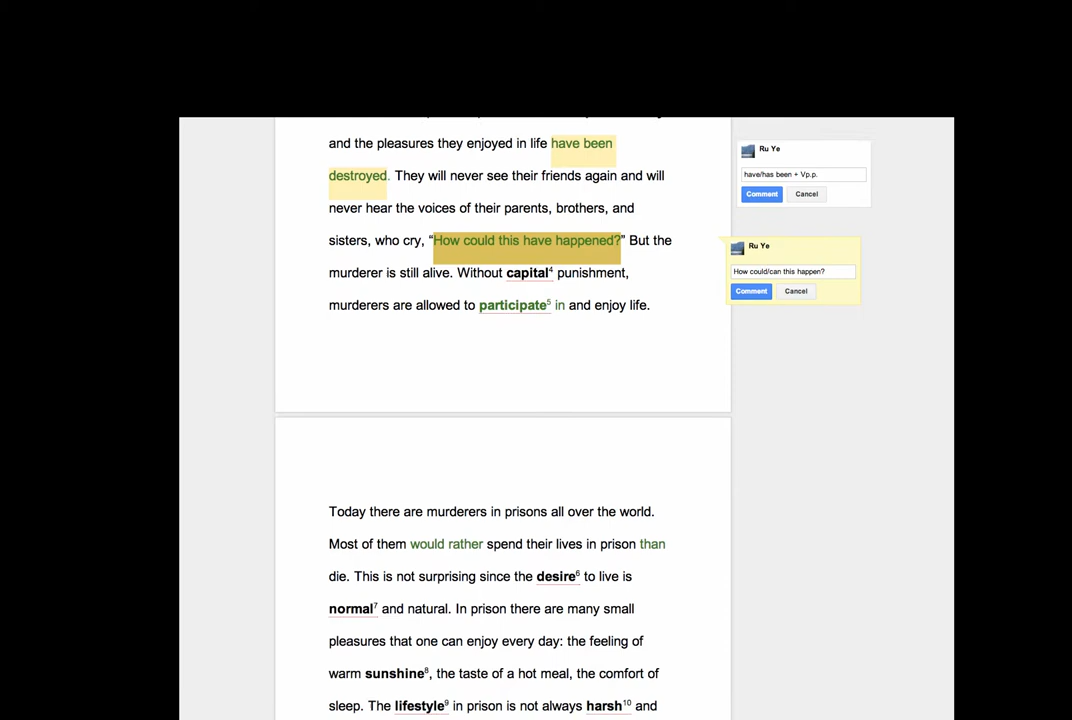 and the pleasures they enjoyed in life have been
destroyed. They will never see their friends again and will
never hear the voices of their parents, brothers, and
sisters, who cry, “How could this have happened?” But the
murderer is still alive. Without capital⁴ punishment,
murderers are allowed to participate⁵ in and enjoy life.
Today there are murderers in prisons all over the world.
Most of them would rather spend their lives in prison than
die. This is not surprising since the desire⁶ to live is
normal⁷ and natural. In prison there are many small
pleasures that one can enjoy every day: the feeling of
warm sunshine⁸, the taste of a hot meal, the comfort of
sleep. The lifestyle⁹ in prison is not always harsh¹⁰ and
Ru Ye
have/has been + Vp.p.
Comment Cancel
Ru Ye
How could/can this happen?
Comment Cancel